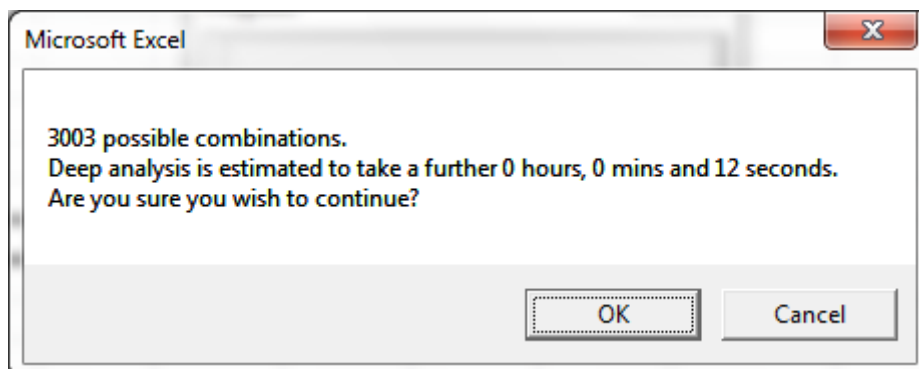 Microsoft Excel
3003 possible combinations.
Deep analysis is estimated to take a further 0 hours, 0 mins and 12 seconds.
Are you sure you wish to continue?
OK
Cancel